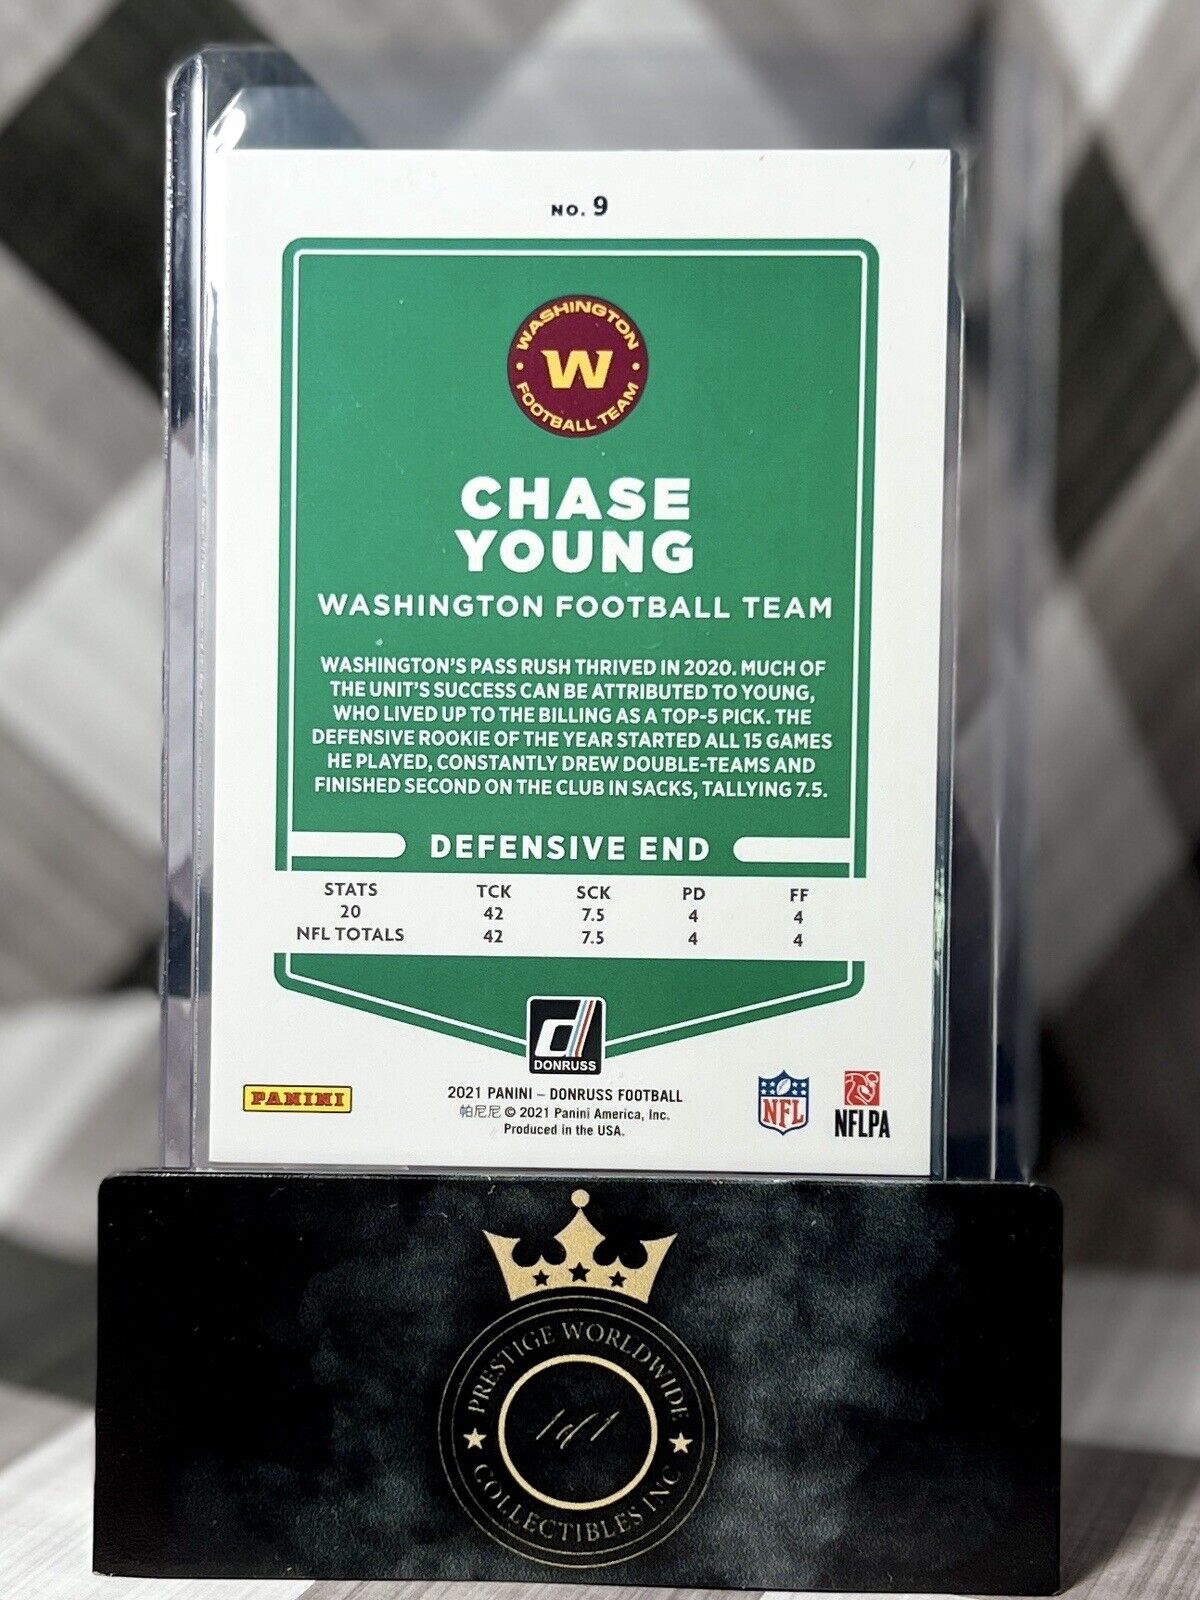 NO. 9
WASHINGTON
W
FOOTBALL TEAM
CHASE
YOUNG
WASHINGTON FOOTBALL TEAM
WASHINGTON'S PASS RUSH THRIVED IN 2020. MUCH OF
THE UNIT'S SUCCESS CAN BE ATTRIBUTED TO YOUNG,
WHO LIVED UP TO THE BILLING AS A TOP-5 PICK. THE
DEFENSIVE ROOKIE OF THE YEAR STARTED ALL 15 GAMES
HE PLAYED, CONSTANTLY DREW DOUBLE-TEAMS AND
FINISHED SECOND ON THE CLUB IN SACKS, TALLYING 7.5.
DEFENSIVE END
STATS TCK SCK PD FF
20 42 7.5 4 4
NFL TOTALS 42 7.5 4 4
d
DONRUSS
PANINI
2021 PANINI – DONRUSS FOOTBALL
帕尼尼 © 2021 Panini America, Inc.
Produced in the USA.
NFL
NFLPA
PRESTIGE WORLDWIDE
1of1
COLLECTIBLES INC